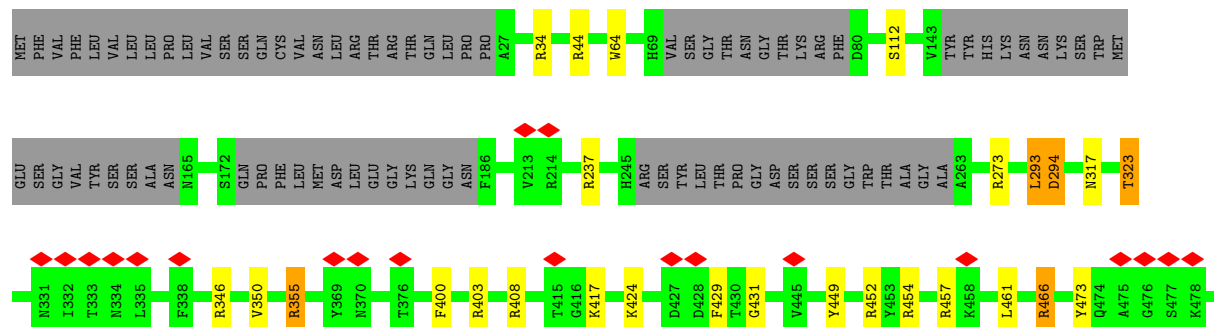 MET PHE VAL PHE LEU VAL LEU LEU PRO LEU VAL SER SER GLN CYS VAL ASN LEU ARG THR ARG THR GLN LEU PRO PRO A27 R34 R44 W64 H69 VAL SER GLY THR ASN GLY THR LYS ARG PHE D80 S112 V143 TYR TYR HIS LYS ASN ASN LYS SER TRP MET
GLU SER GLY VAL TYR SER SER ALA ASN N165 S172 GLN PRO PHE LEU MET ASP LEU GLU GLY LYS GLN GLY ASN F186 V213 R214 R237 H245 ARG SER TYR LEU THR PRO GLY ASP SER SER SER GLY TRP THR ALA GLY ALA A263 R273 L293 D294 N317 T323
N331 I332 T333 N334 L335 F338 R346 V350 R355 Y369 N370 T376 F400 R403 R408 T415 G416 K417 K424 D427 D428 F429 T430 G431 V445 Y449 R452 Y453 R454 R457 K458 L461 R466 Y473 Q474 A475 G476 S477 K478